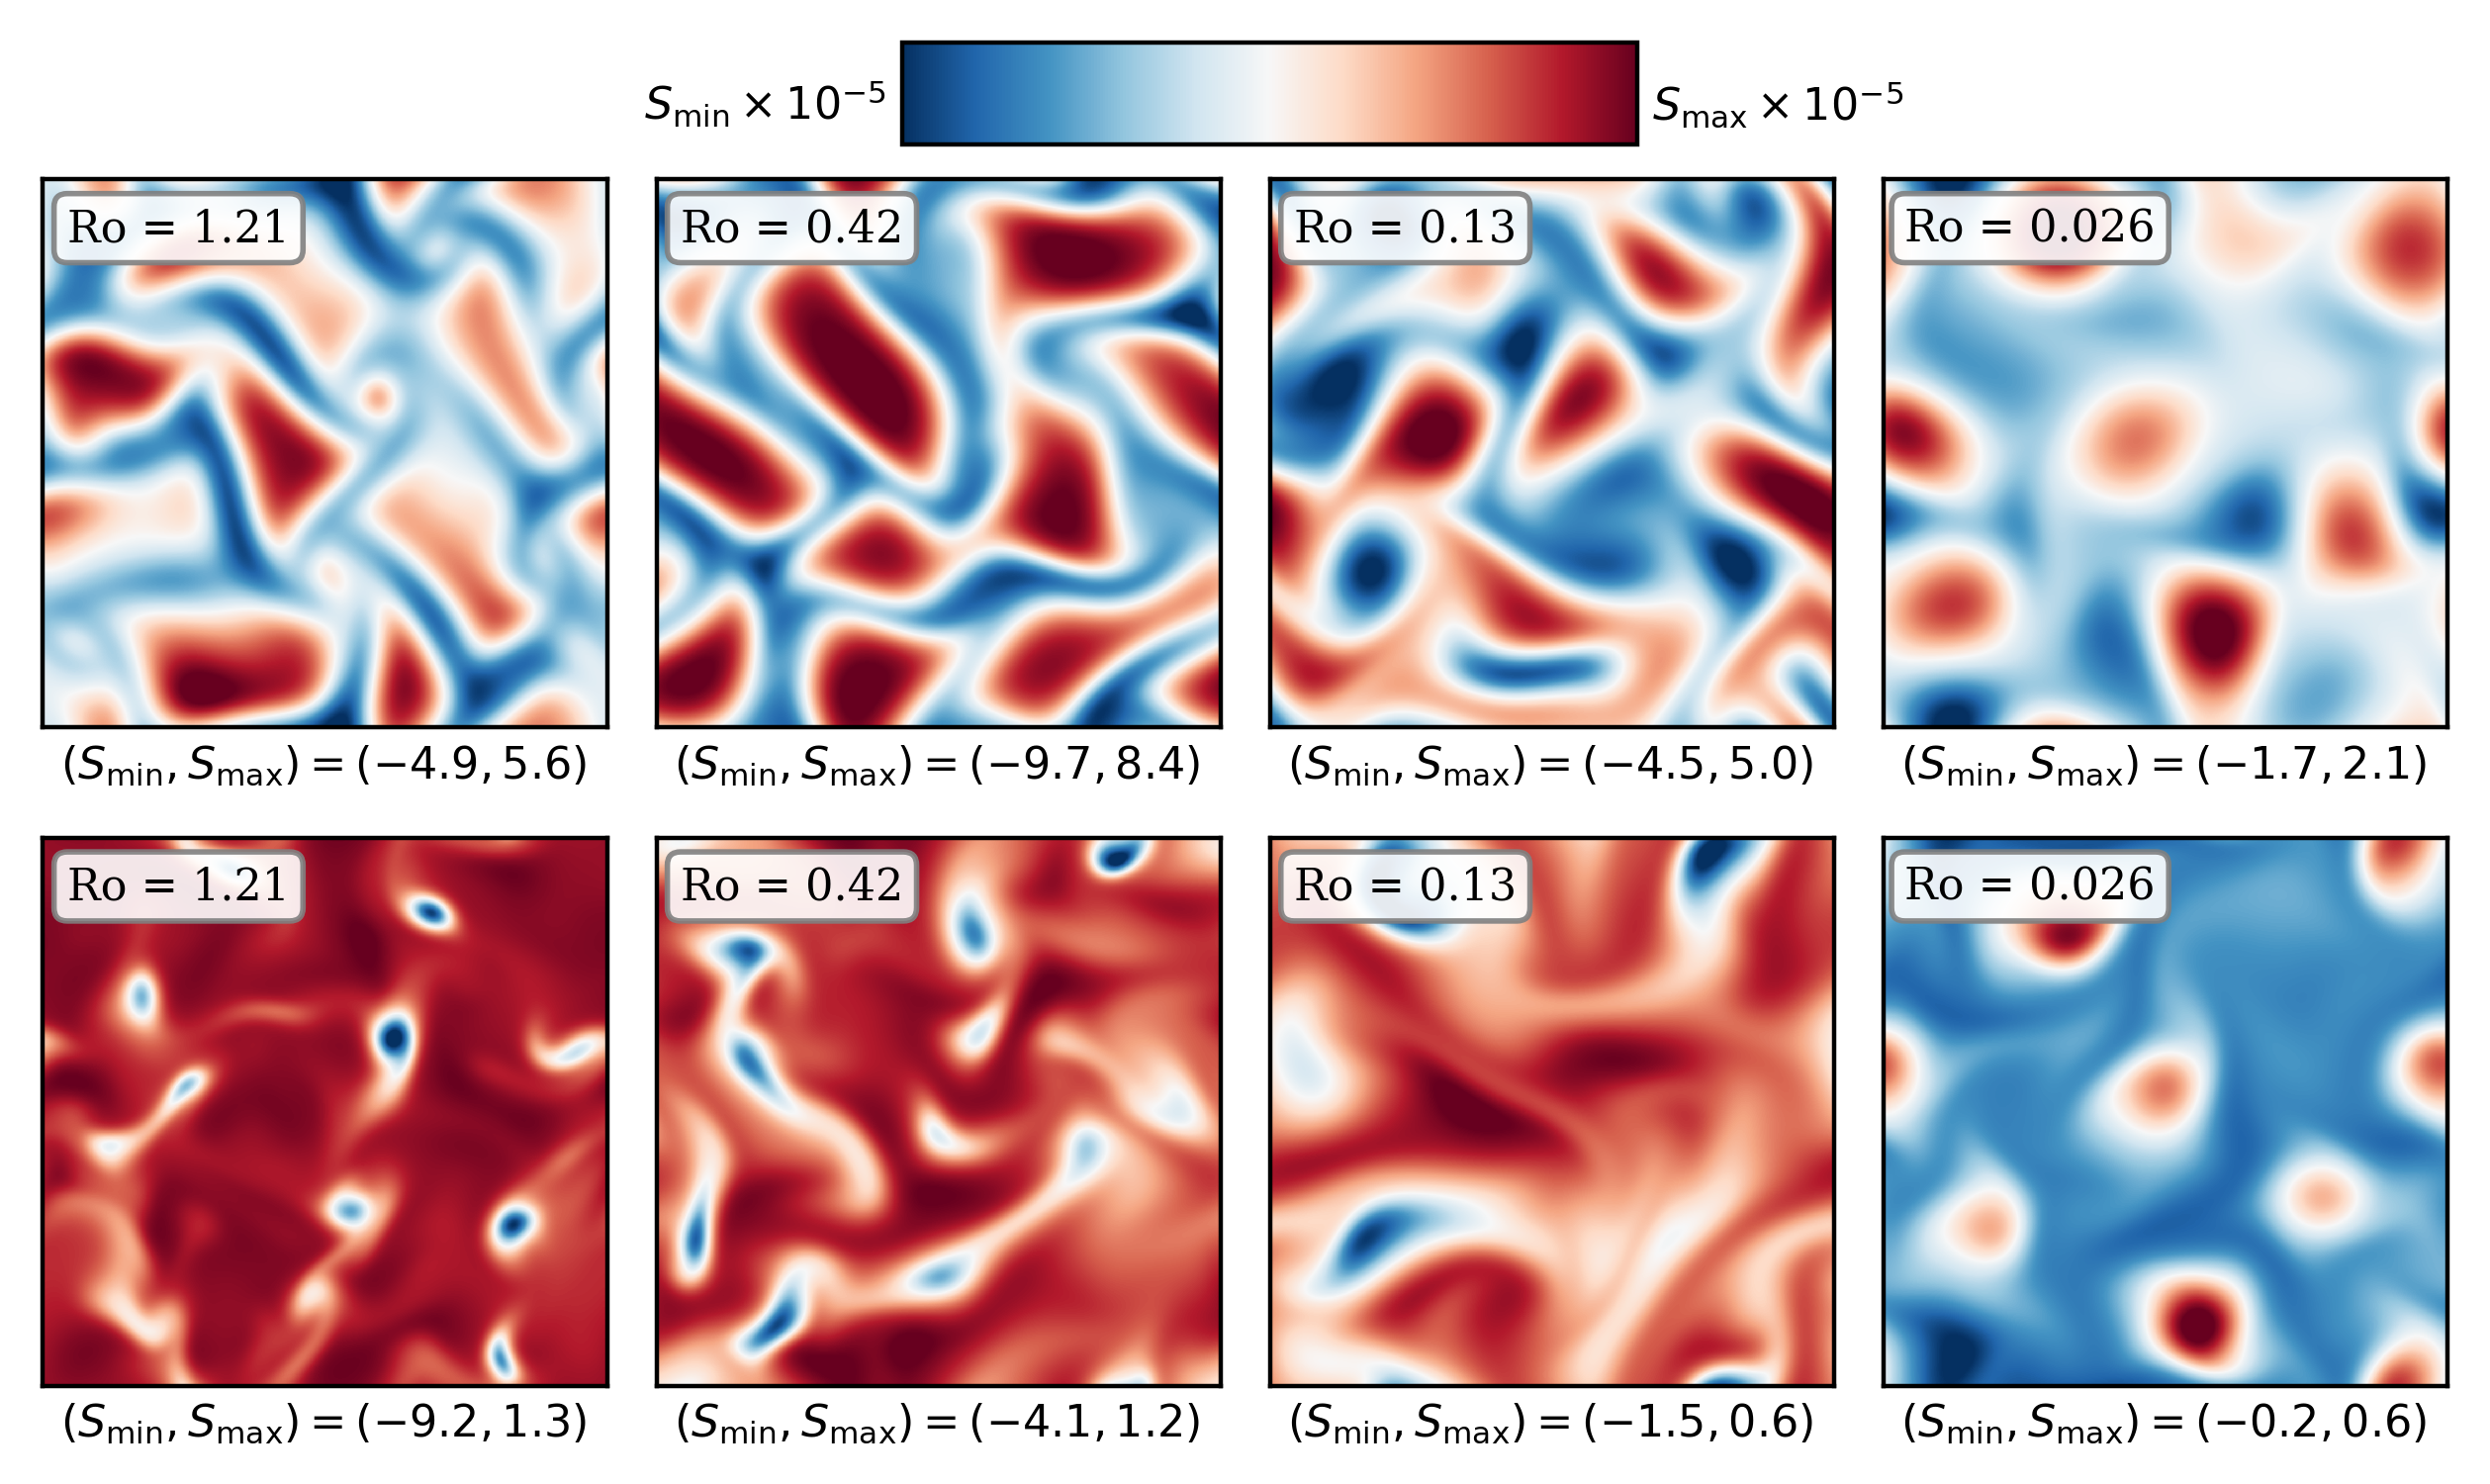 S_min × 10^−5
S_max × 10^−5
Ro = 1.21
Ro = 0.42
Ro = 0.13
Ro = 0.026
(S_min, S_max) = (−4.9, 5.6)
(S_min, S_max) = (−9.7, 8.4)
(S_min, S_max) = (−4.5, 5.0)
(S_min, S_max) = (−1.7, 2.1)
Ro = 1.21
Ro = 0.42
Ro = 0.13
Ro = 0.026
(S_min, S_max) = (−9.2, 1.3)
(S_min, S_max) = (−4.1, 1.2)
(S_min, S_max) = (−1.5, 0.6)
(S_min, S_max) = (−0.2, 0.6)